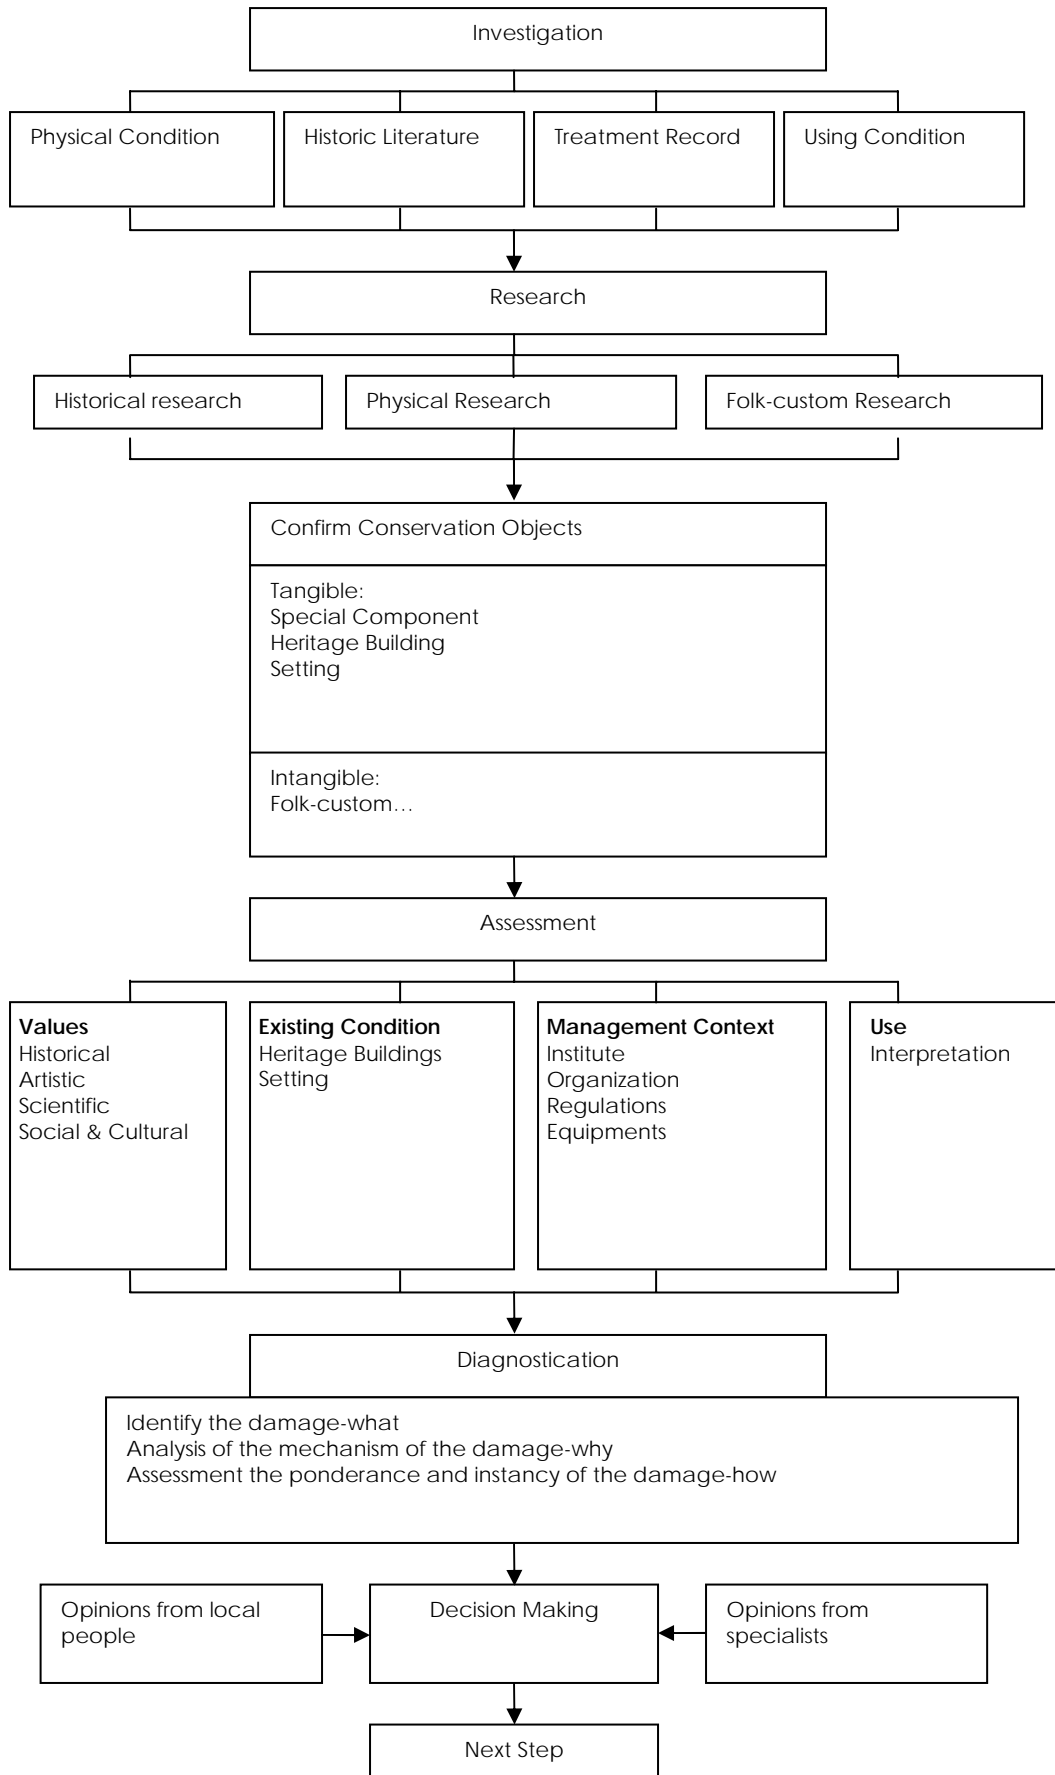 Investigation
Physical Condition
Historic Literature
Treatment Record
Using Condition
Research
Historical research
Physical Research
Folk-custom Research
Confirm Conservation Objects
Tangible:
Special Component
Heritage Building
Setting
Intangible:
Folk-custom…
Assessment
Values
Historical
Artistic
Scientific
Social & Cultural
Existing Condition
Heritage Buildings
Setting
Management Context
Institute
Organization
Regulations
Equipments
Use
Interpretation
Diagnostication
Identify the damage-what
Analysis of the mechanism of the damage-why
Assessment the ponderance and instancy of the damage-how
Opinions from local
people
Decision Making
Opinions from
specialists
Next Step